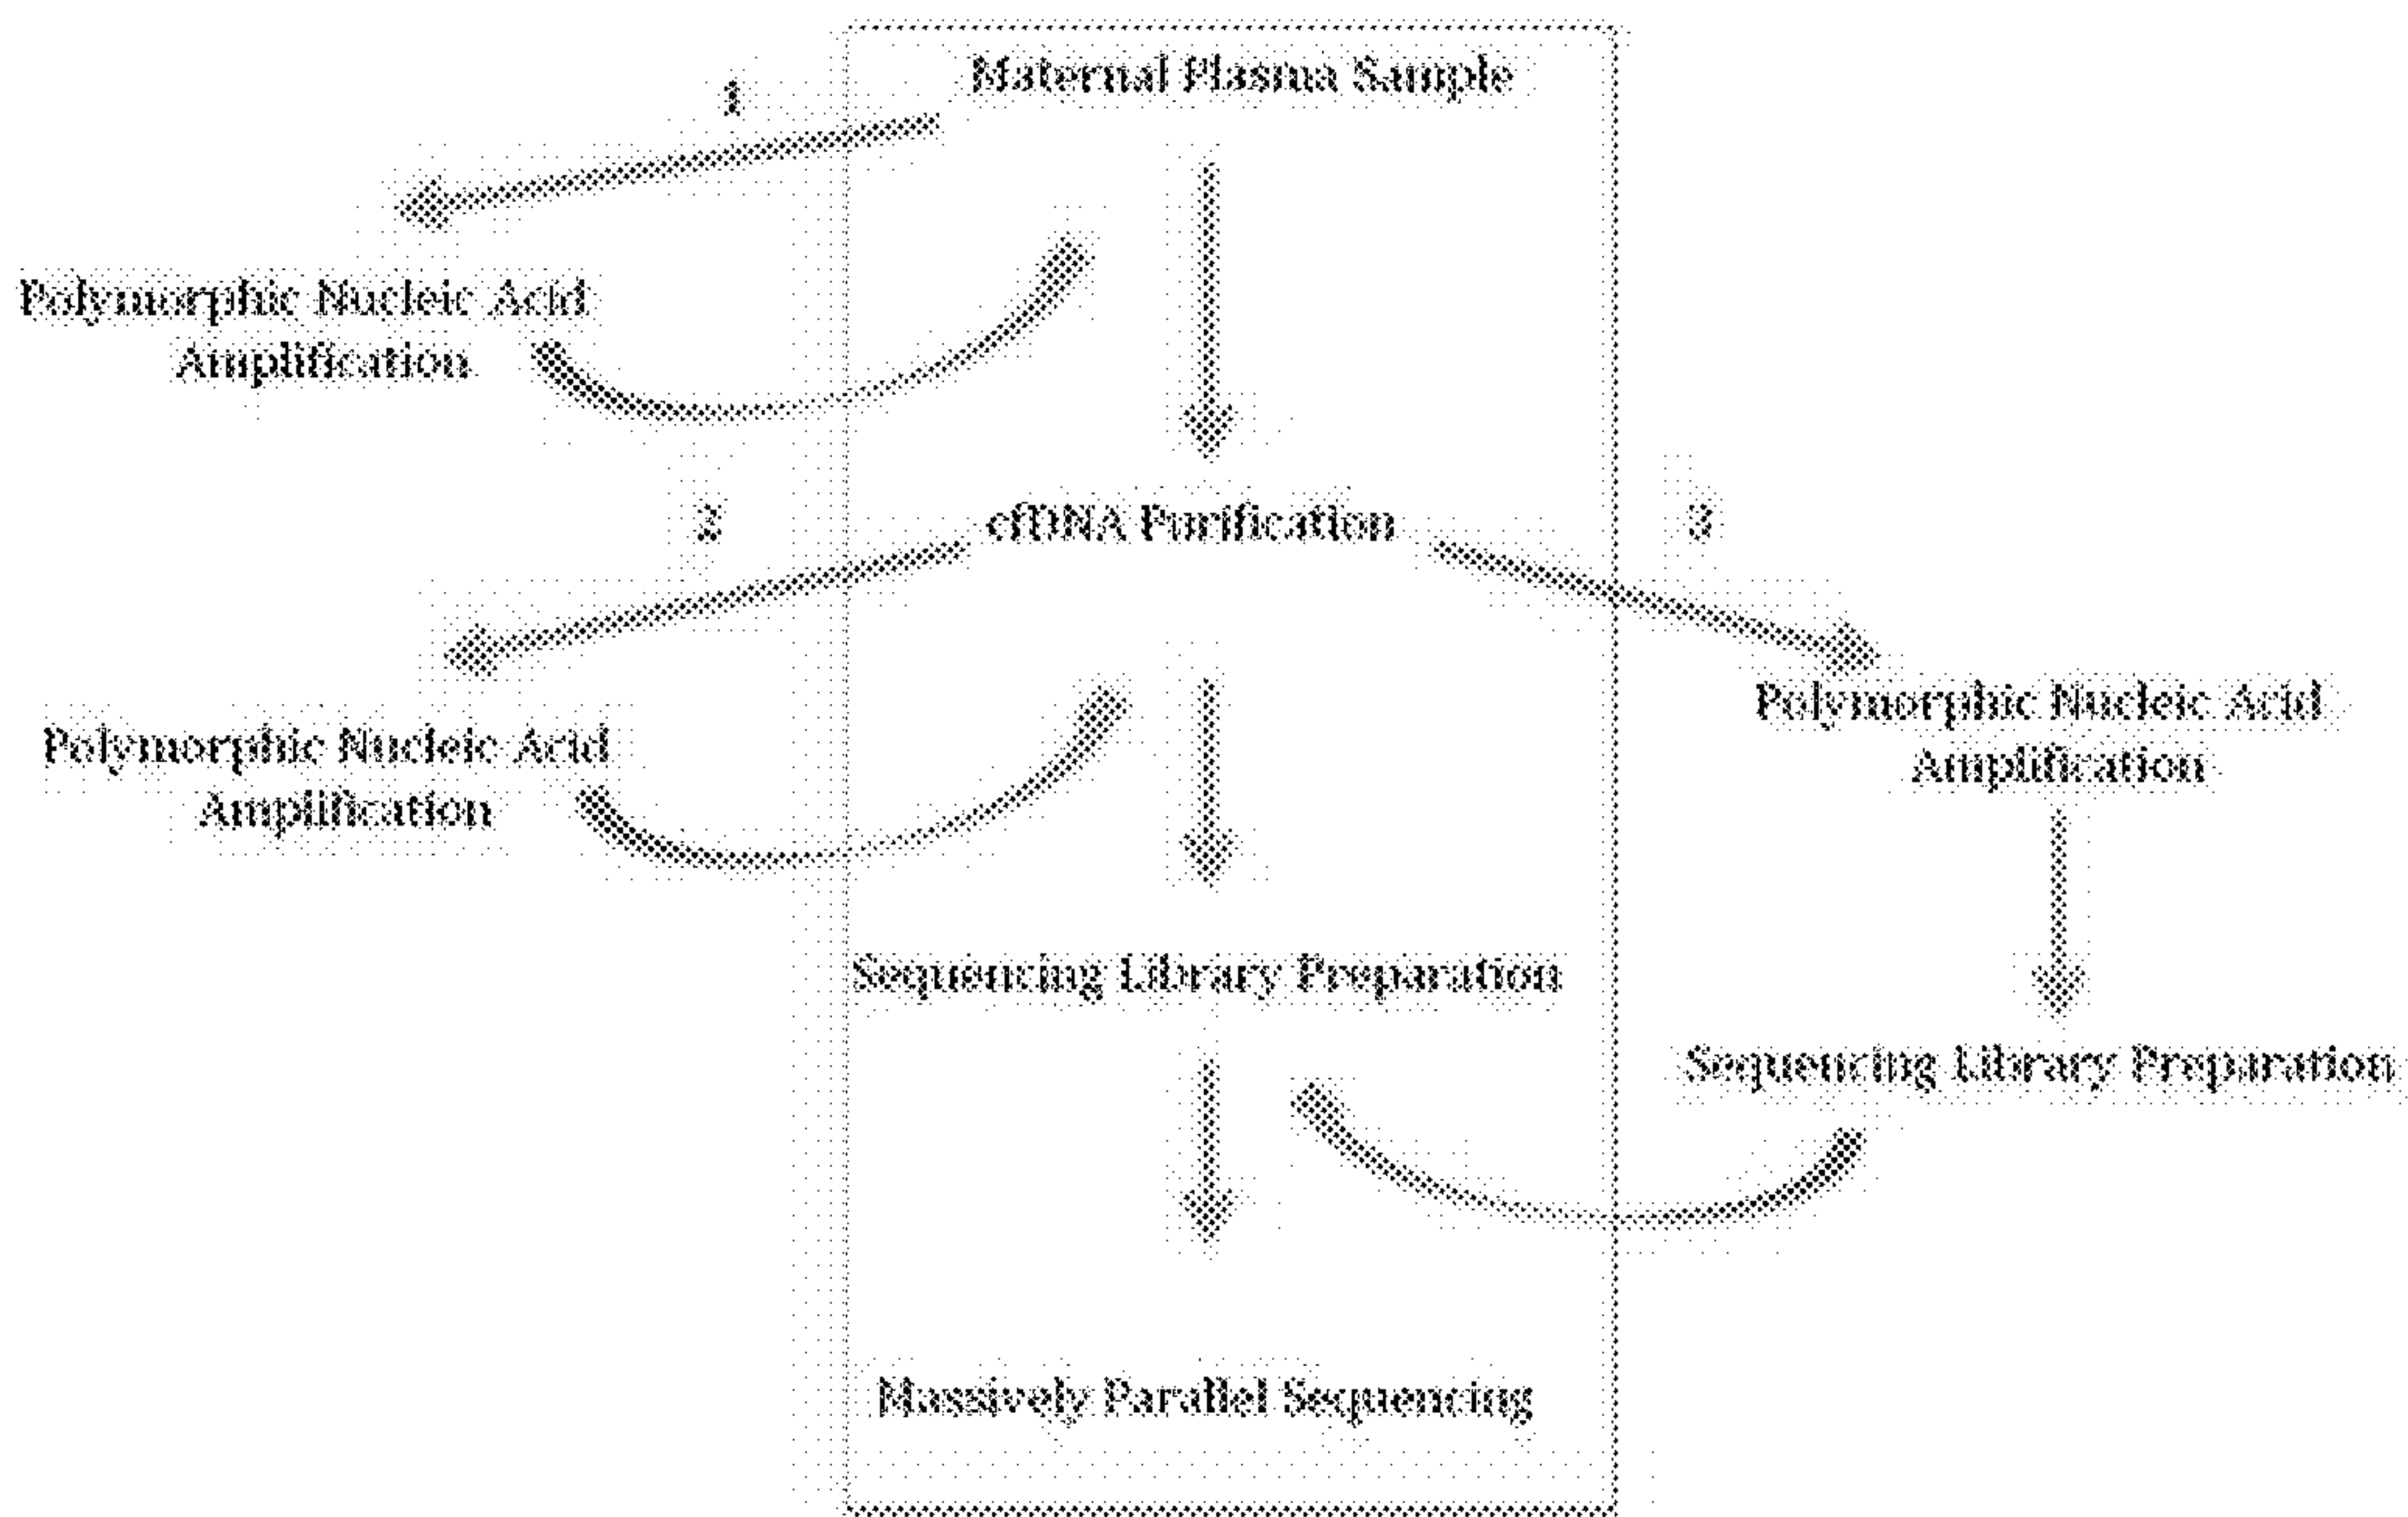 Maternal Plasma Sample
1
Polymorphic Nucleic Acid
Amplification
2
cfDNA Purification
3
Polymorphic Nucleic Acid
Amplification
Polymorphic Nucleic Acid
Amplification
Sequencing Library Preparation
Sequencing Library Preparation
Massively Parallel Sequencing